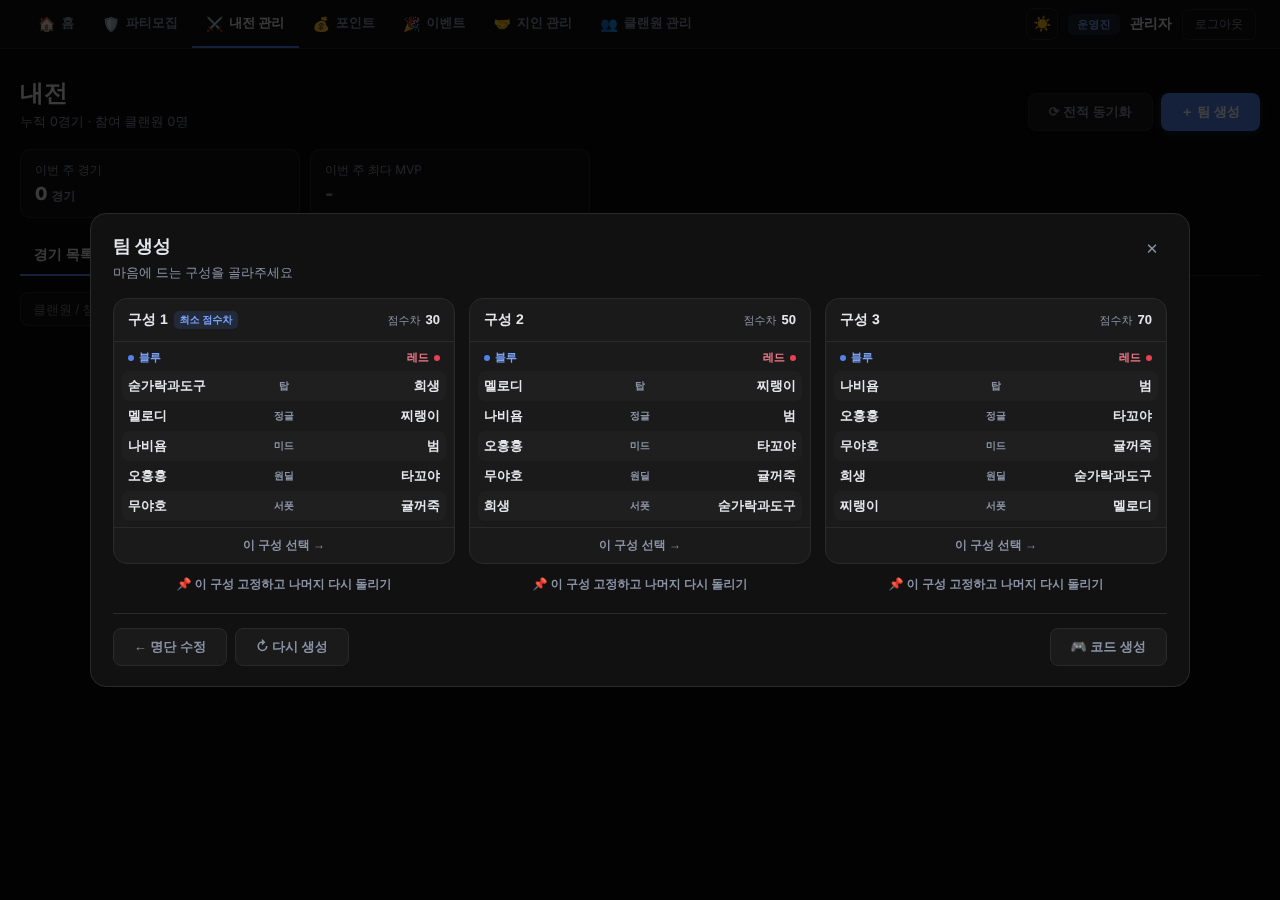 🏠 홈 🛡️ 파티모집 ⚔️ 내전 관리 💰 포인트 🎉 이벤트 🤝 지인 관리 👥 클랜원 관리 ☀️ 운영진 관리자 로그아웃
내전
누적 0경기 · 참여 클랜원 0명
⟳ 전적 동기화 + 팀 생성
이번 주 경기 이번 주 최다 MVP
0 경기 -
경기 목록
클랜원 /
팀 생성 ×
마음에 드는 구성을 골라주세요
구성 1 최소 점수차 점수차 30
블루 레드
숟가락과도구 탑 희생
멜로디 정글 찌랭이
나비욤 미드 범
오홍홍 원딜 타꼬야
무야호 서폿 귤꺼죽
이 구성 선택 →
📌 이 구성 고정하고 나머지 다시 돌리기
구성 2 점수차 50
블루 레드
멜로디 탑 찌랭이
나비욤 정글 범
오홍홍 미드 타꼬야
무야호 원딜 귤꺼죽
희생 서폿 숟가락과도구
이 구성 선택 →
📌 이 구성 고정하고 나머지 다시 돌리기
구성 3 점수차 70
블루 레드
나비욤 탑 범
오홍홍 정글 타꼬야
무야호 미드 귤꺼죽
희생 원딜 숟가락과도구
찌랭이 서폿 멜로디
이 구성 선택 →
📌 이 구성 고정하고 나머지 다시 돌리기
← 명단 수정 ↻ 다시 생성 🎮 코드 생성